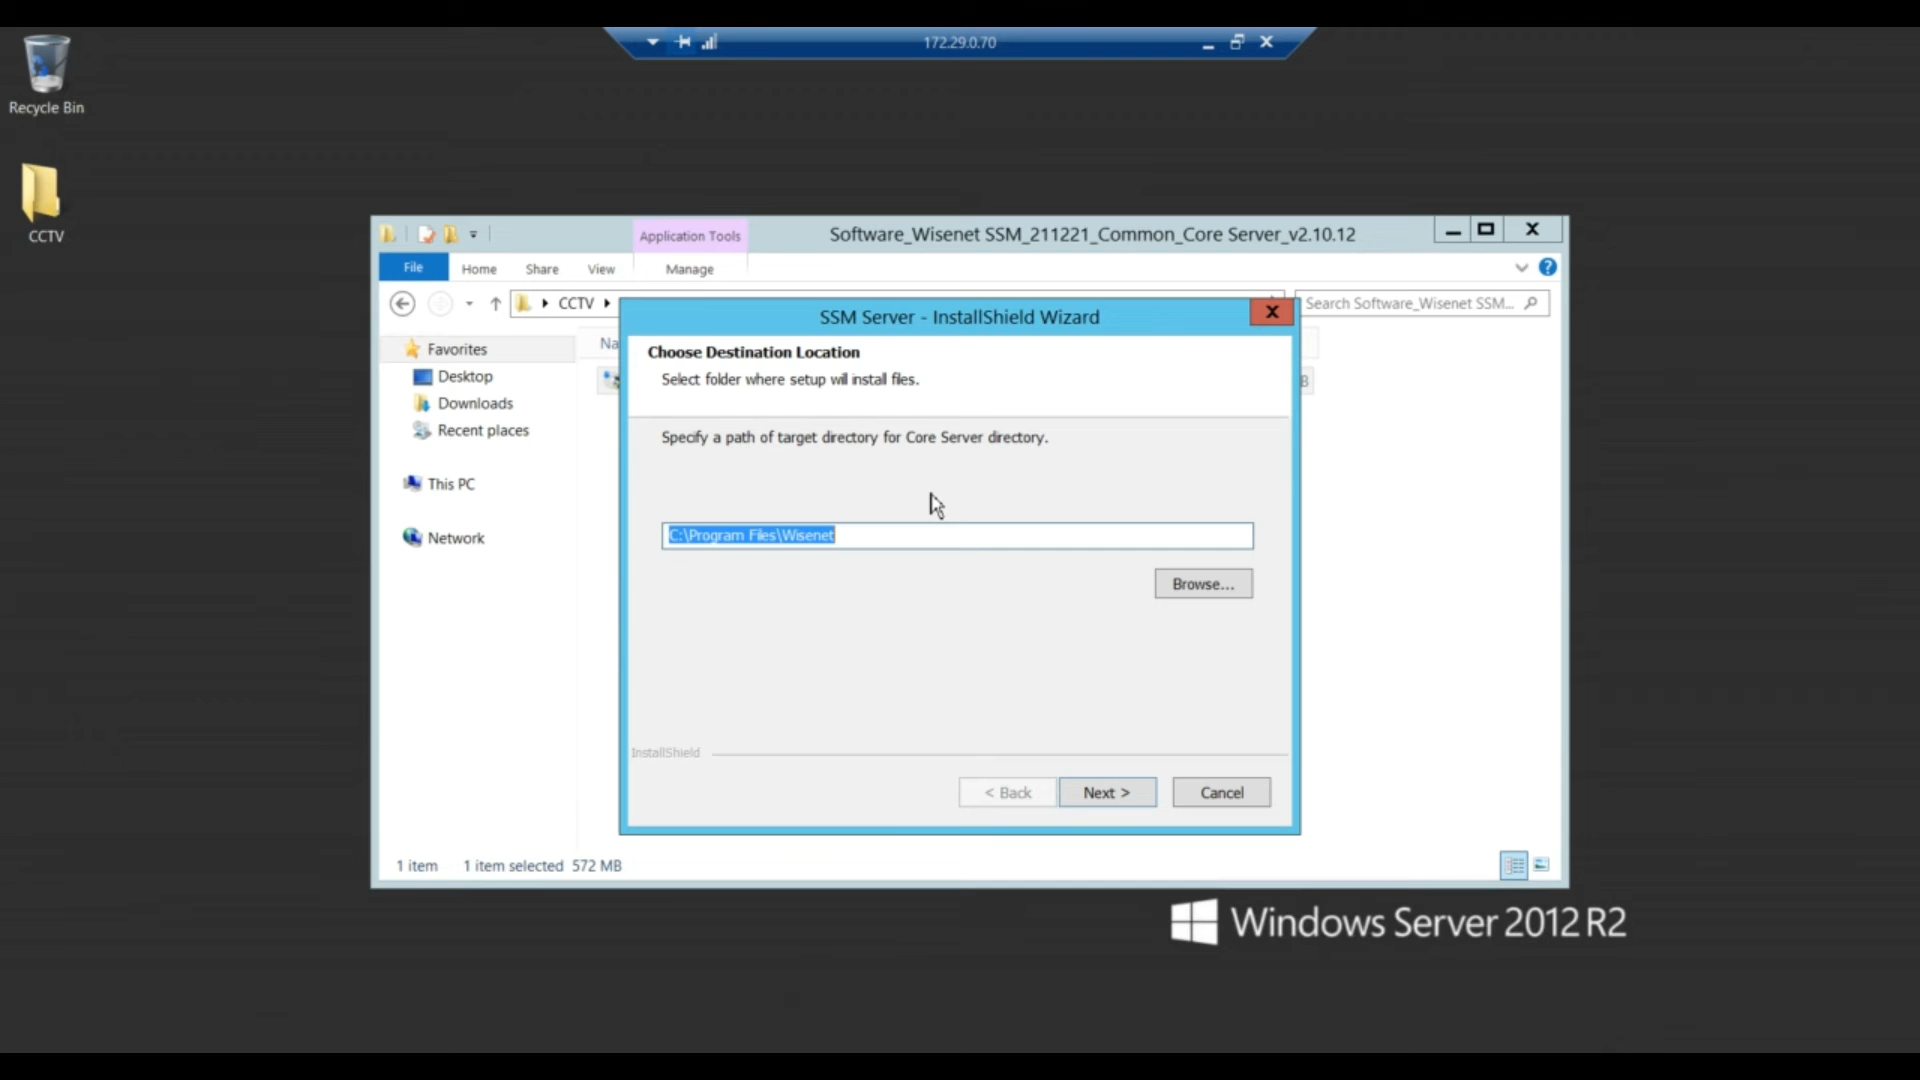 172.29.0.70
Recycle Bin
CCTV
Application Tools
Software_Wisenet SSM_211221_Common_Core Server_v2.10.12
File
Home
Share
View
Manage
CCTV
Search Software_Wisenet SSM...
Favorites
Desktop
Downloads
Recent places
This PC
Network
Na
B
SSM Server - InstallShield Wizard
Choose Destination Location
Select folder where setup will install files.
Specify a path of target directory for Core Server directory.
C:\Program Files\Wisenet
Browse...
InstallShield
< Back
Next >
Cancel
1 item
1 item selected 572 MB
Windows Server 2012 R2